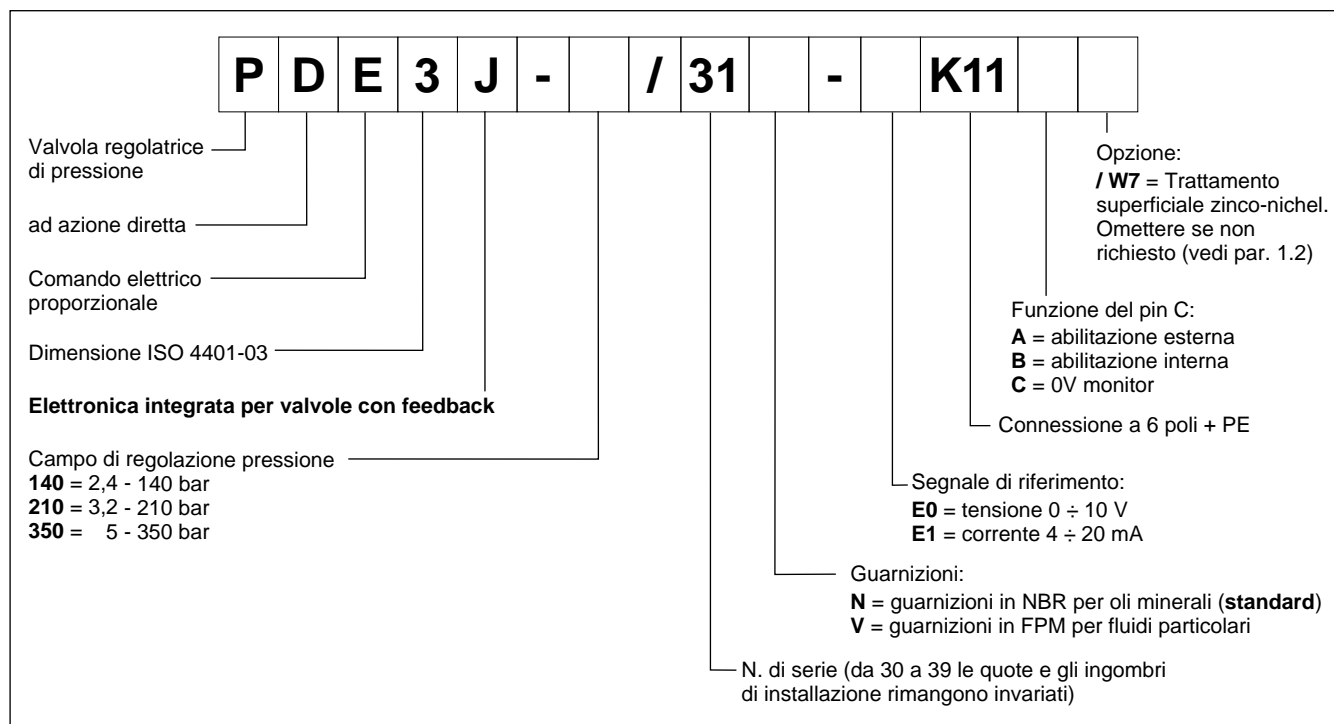 P D E 3 J - / 31 - K11
Valvola regolatrice
di pressione
ad azione diretta
Comando elettrico
proporzionale
Dimensione ISO 4401-03
Elettronica integrata per valvole con feedback
Campo di regolazione pressione
140 = 2,4 - 140 bar
210 = 3,2 - 210 bar
350 = 5 - 350 bar
Opzione:
/ W7 = Trattamento
superficiale zinco-nichel.
Omettere se non
richiesto (vedi par. 1.2)
Funzione del pin C:
A = abilitazione esterna
B = abilitazione interna
C = 0V monitor
Connessione a 6 poli + PE
Segnale di riferimento:
E0 = tensione 0 ÷ 10 V
E1 = corrente 4 ÷ 20 mA
Guarnizioni:
N = guarnizioni in NBR per oli minerali (standard)
V = guarnizioni in FPM per fluidi particolari
N. di serie (da 30 a 39 le quote e gli ingombri
di installazione rimangono invariati)